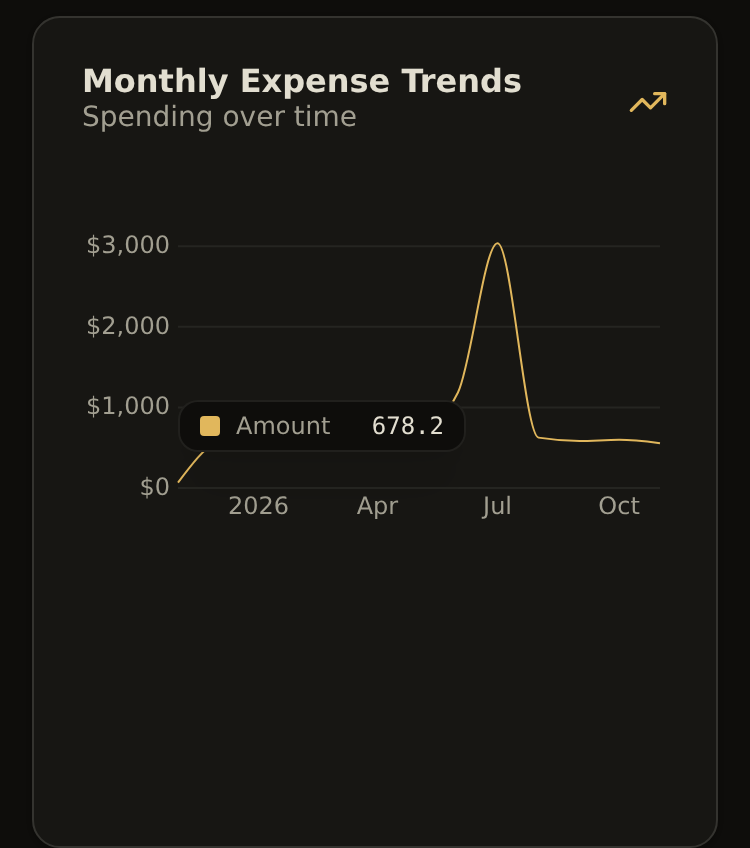 Monthly Expense Trends
Spending over time
$3,000
$2,000
$1,000
Amount 678.2
$0
2026 Apr Jul Oct